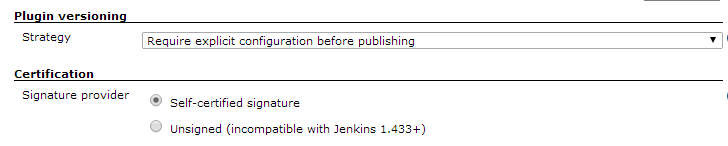 Plugin versioning
Strategy Require explicit configuration before publishing
Certification
Signature provider Self-certified signature
Unsigned (incompatible with Jenkins 1.433+)